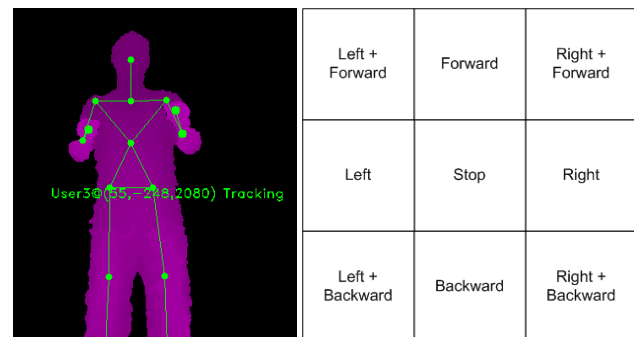 User3©(55,-248,2080) Tracking
Left +
Forward
Forward
Right +
Forward
Left
Stop
Right
Left +
Backward
Backward
Right +
Backward